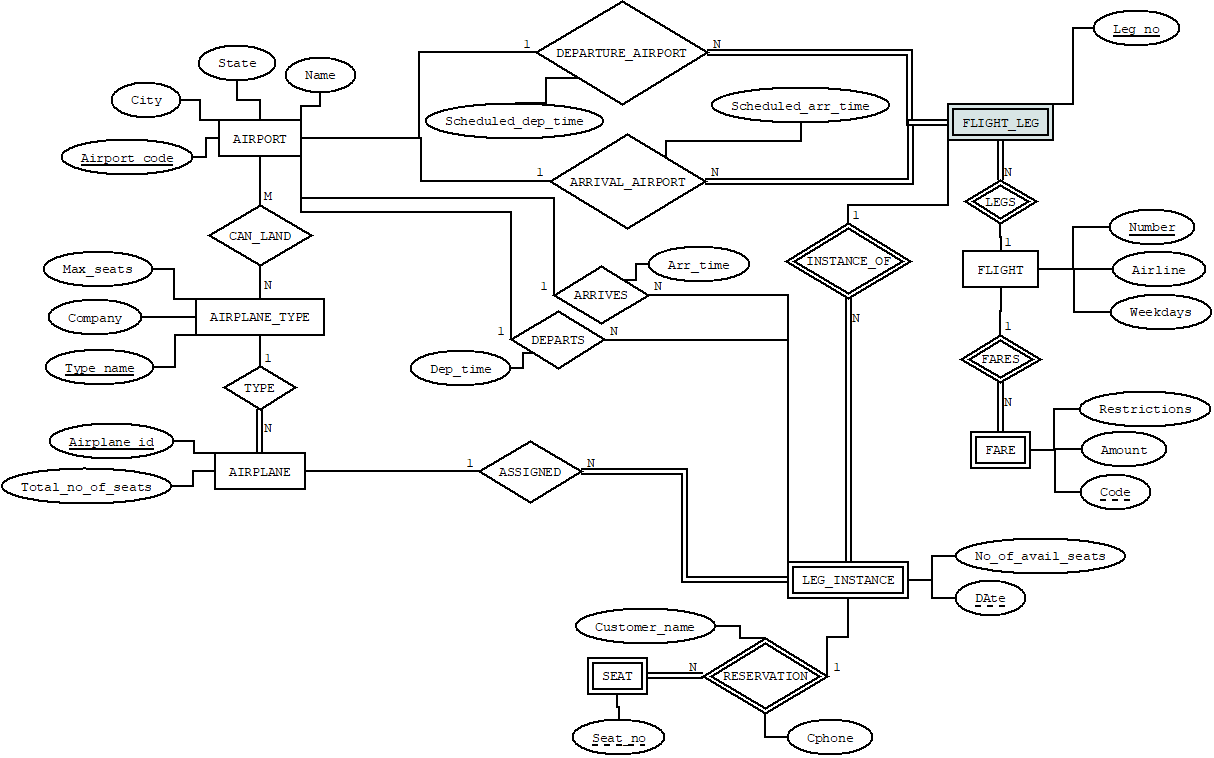 Leg_no
1
DEPARTURE_AIRPORT
N
State
Name
City
Scheduled_dep_time
Scheduled_arr_time
AIRPORT
FLIGHT_LEG
Airport_code
1
ARRIVAL_AIRPORT
N
N
LEGS
M
1
CAN_LAND
Number
1
INSTANCE_OF
FLIGHT
Airline
Max_seats
Arr_time
N
1
ARRIVES
N
Weekdays
Company
AIRPLANE_TYPE
N
1
1
DEPARTS
N
1
FARES
Type_name
Dep_time
TYPE
N
Restrictions
N
Airplane_id
FARE
Amount
AIRPLANE
1
ASSIGNED
N
Total_no_of_seats
Code
No_of_avail_seats
LEG_INSTANCE
DAte
Customer_name
SEAT
N
RESERVATION
1
Seat_no
Cphone